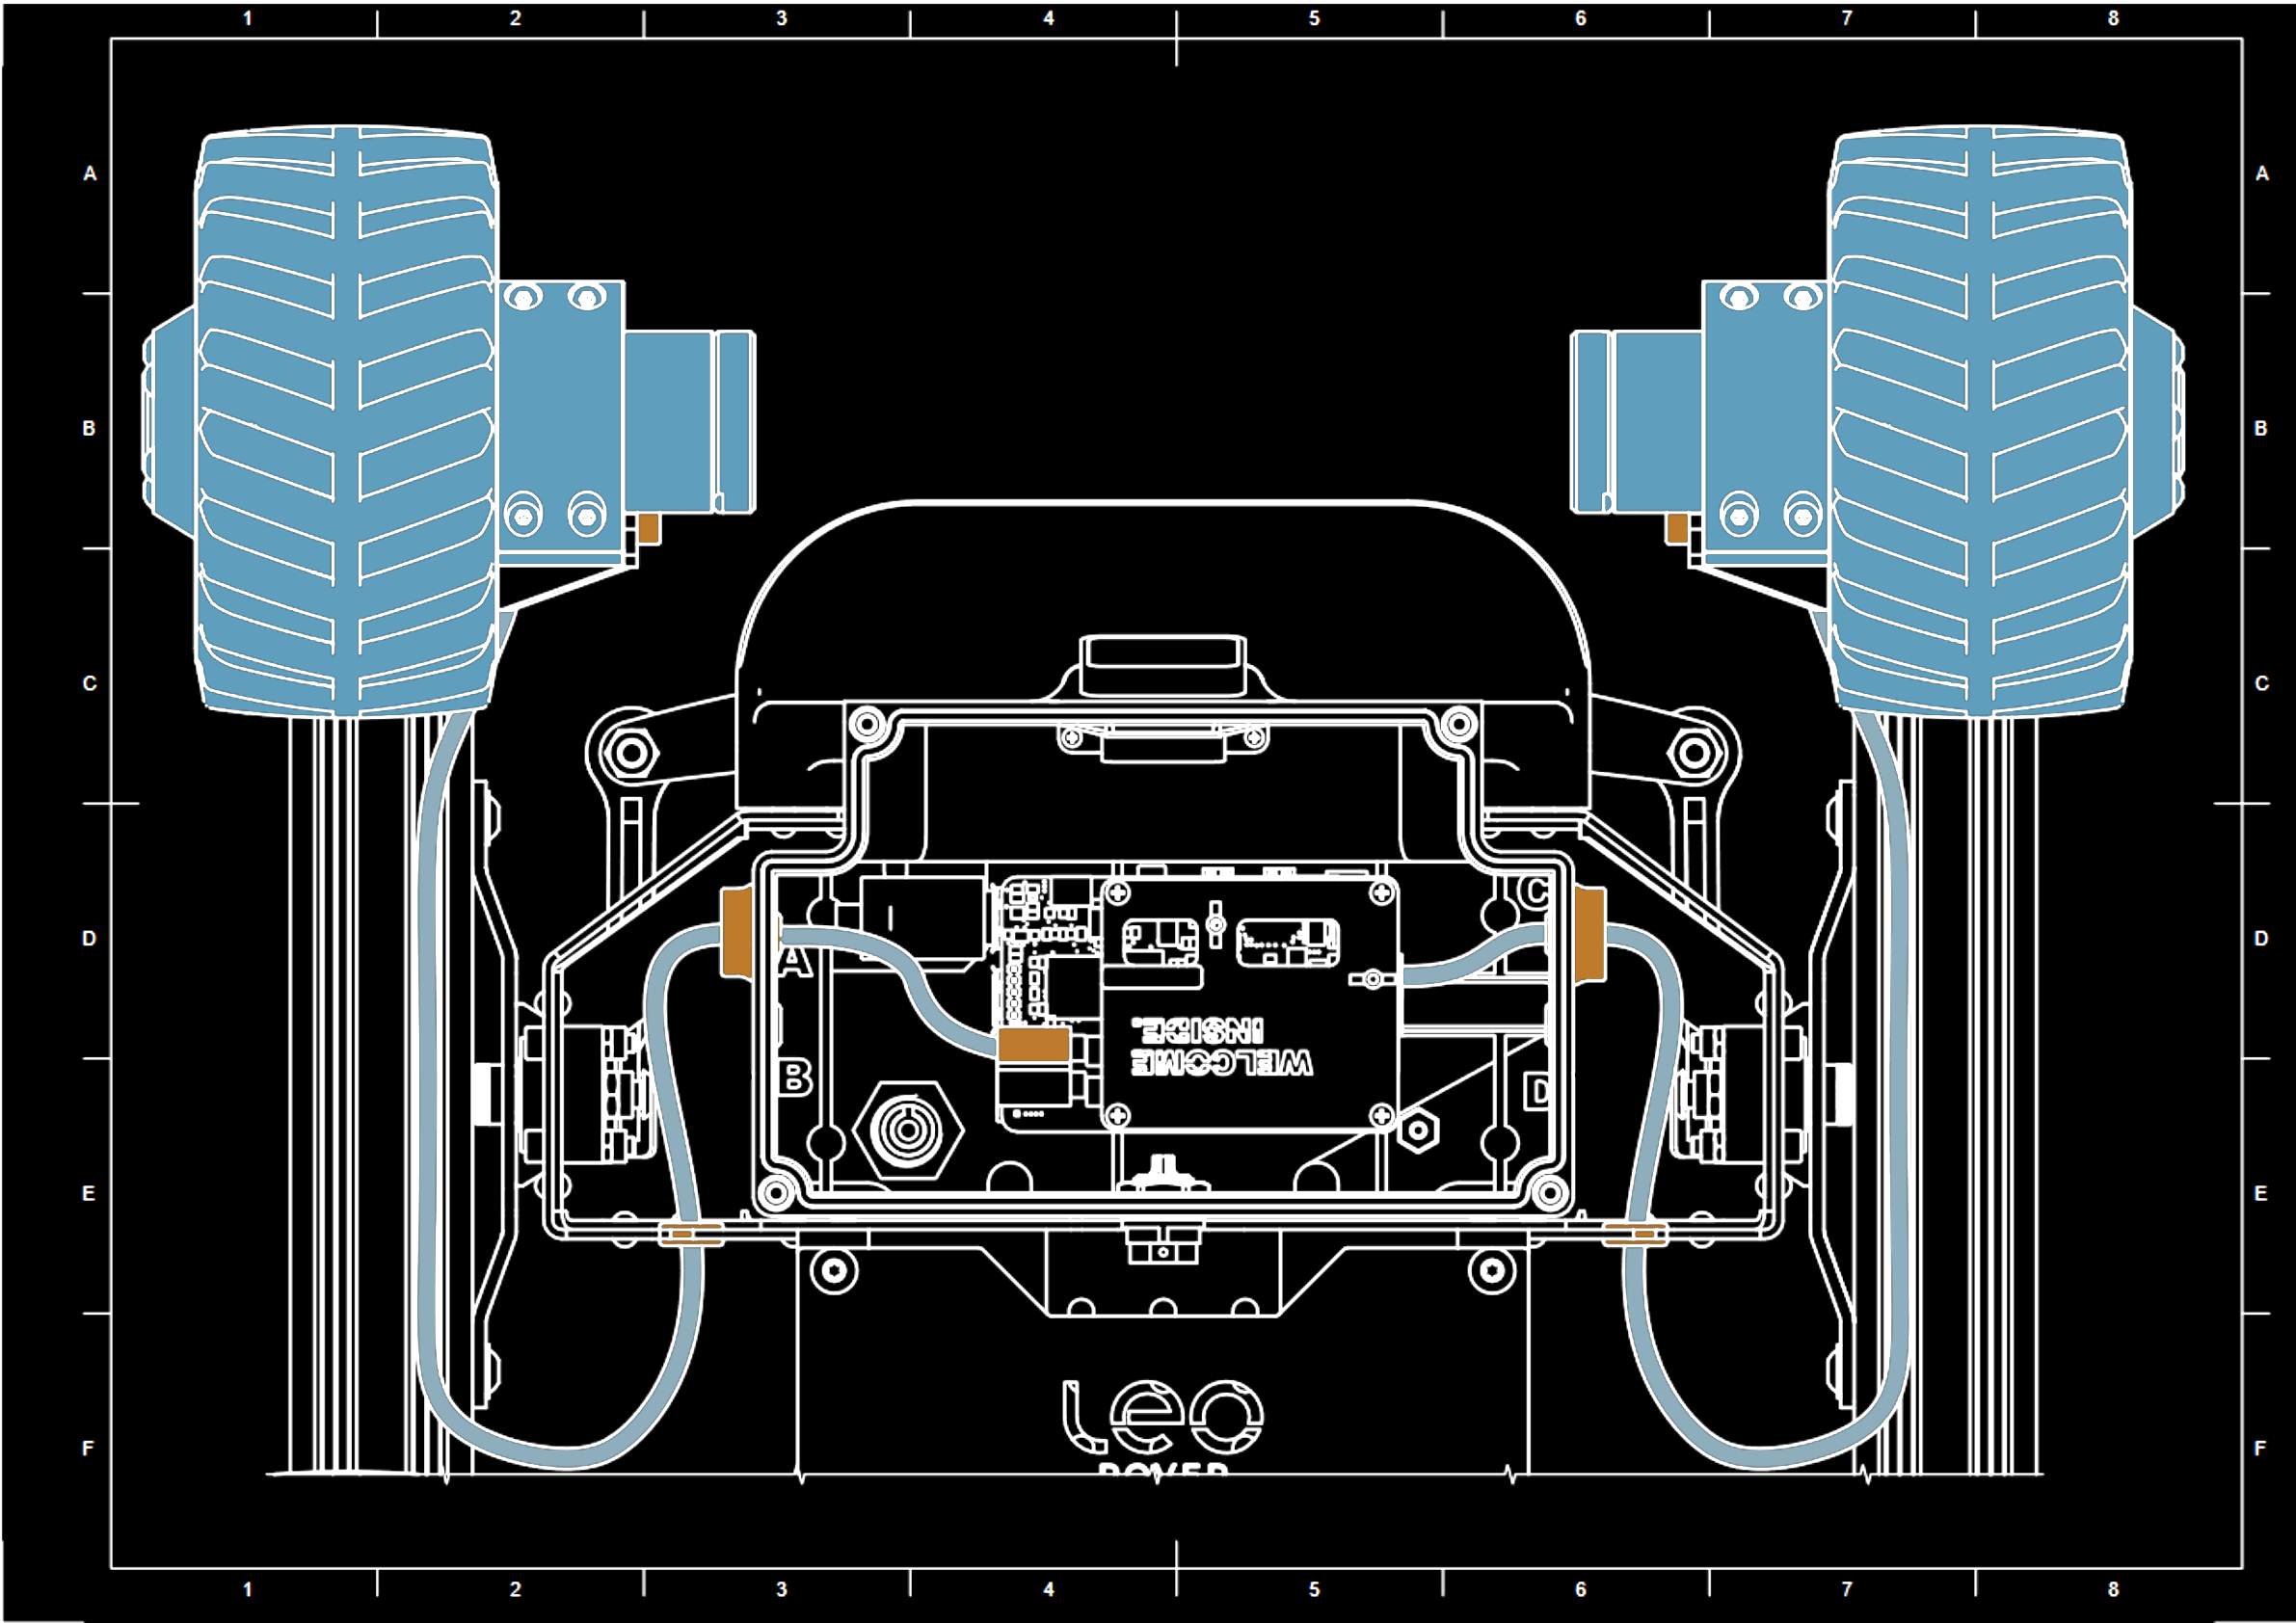 1 2 3 4 5 6 7 8
A A
B B
C C
C
D D
A
INSIDE.
WELCOME
B
D
E E
leo
ROVER
F F
1 2 3 4 5 6 7 8